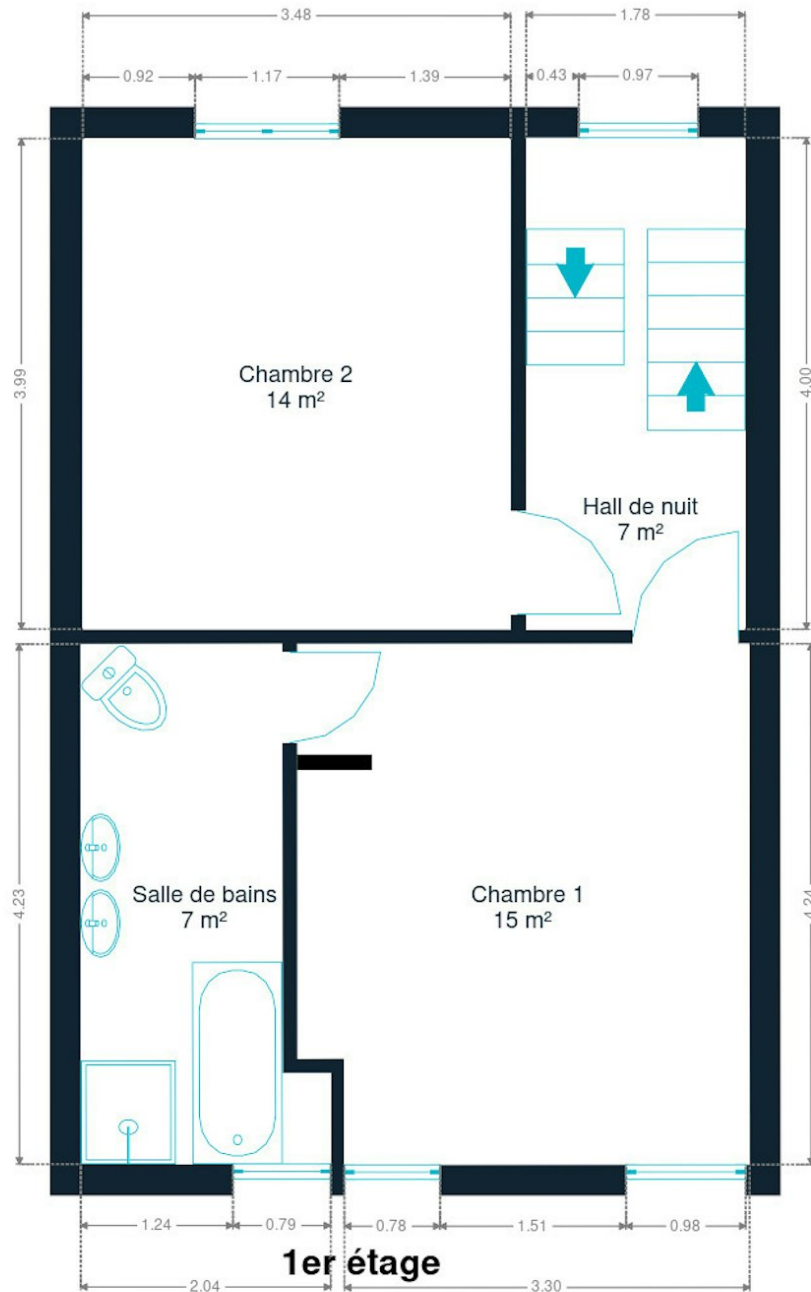 3.48
1.78
0.92
1.17
1.39
0.43
0.97
3.99
4.00
Chambre 2
14 m²
Hall de nuit
7 m²
4.23
4.24
Salle de bains
7 m²
Chambre 1
15 m²
1.24
0.79
0.78
1.51
0.98
1er étage
2.04
3.30